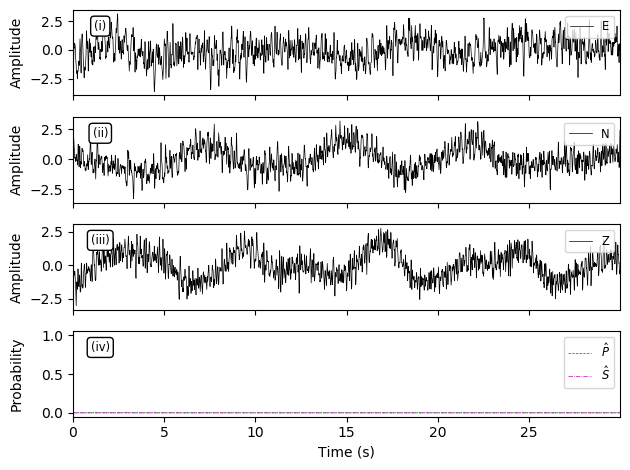 2.5
0.0
−2.5
Amplitude
(i)
E
2.5
0.0
−2.5
Amplitude
(ii)
N
2.5
0.0
−2.5
Amplitude
(iii)
Z
1.0
0.5
0.0
Probability
(iv)
P̂
Ŝ
0 5 10 15 20 25
Time (s)